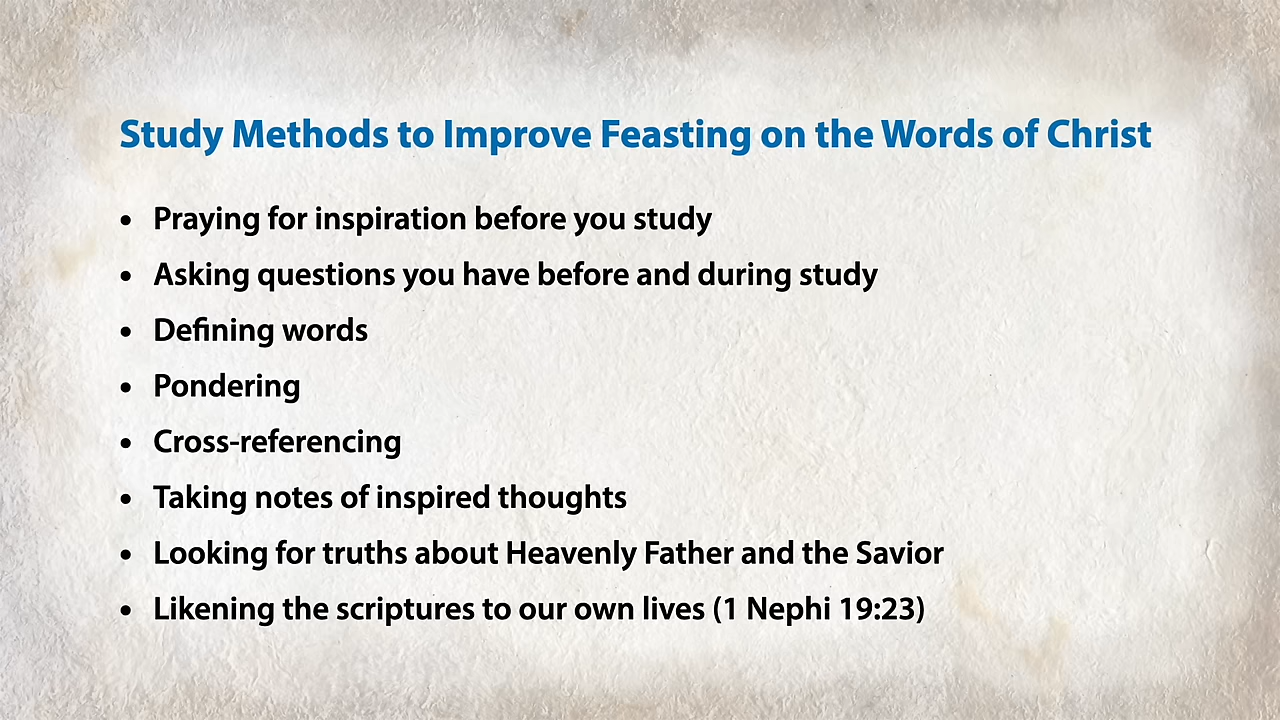 Study Methods to Improve Feasting on the Words of Christ
• Praying for inspiration before you study
• Asking questions you have before and during study
• Defining words
• Pondering
• Cross-referencing
• Taking notes of inspired thoughts
• Looking for truths about Heavenly Father and the Savior
• Likening the scriptures to our own lives (1 Nephi 19:23)